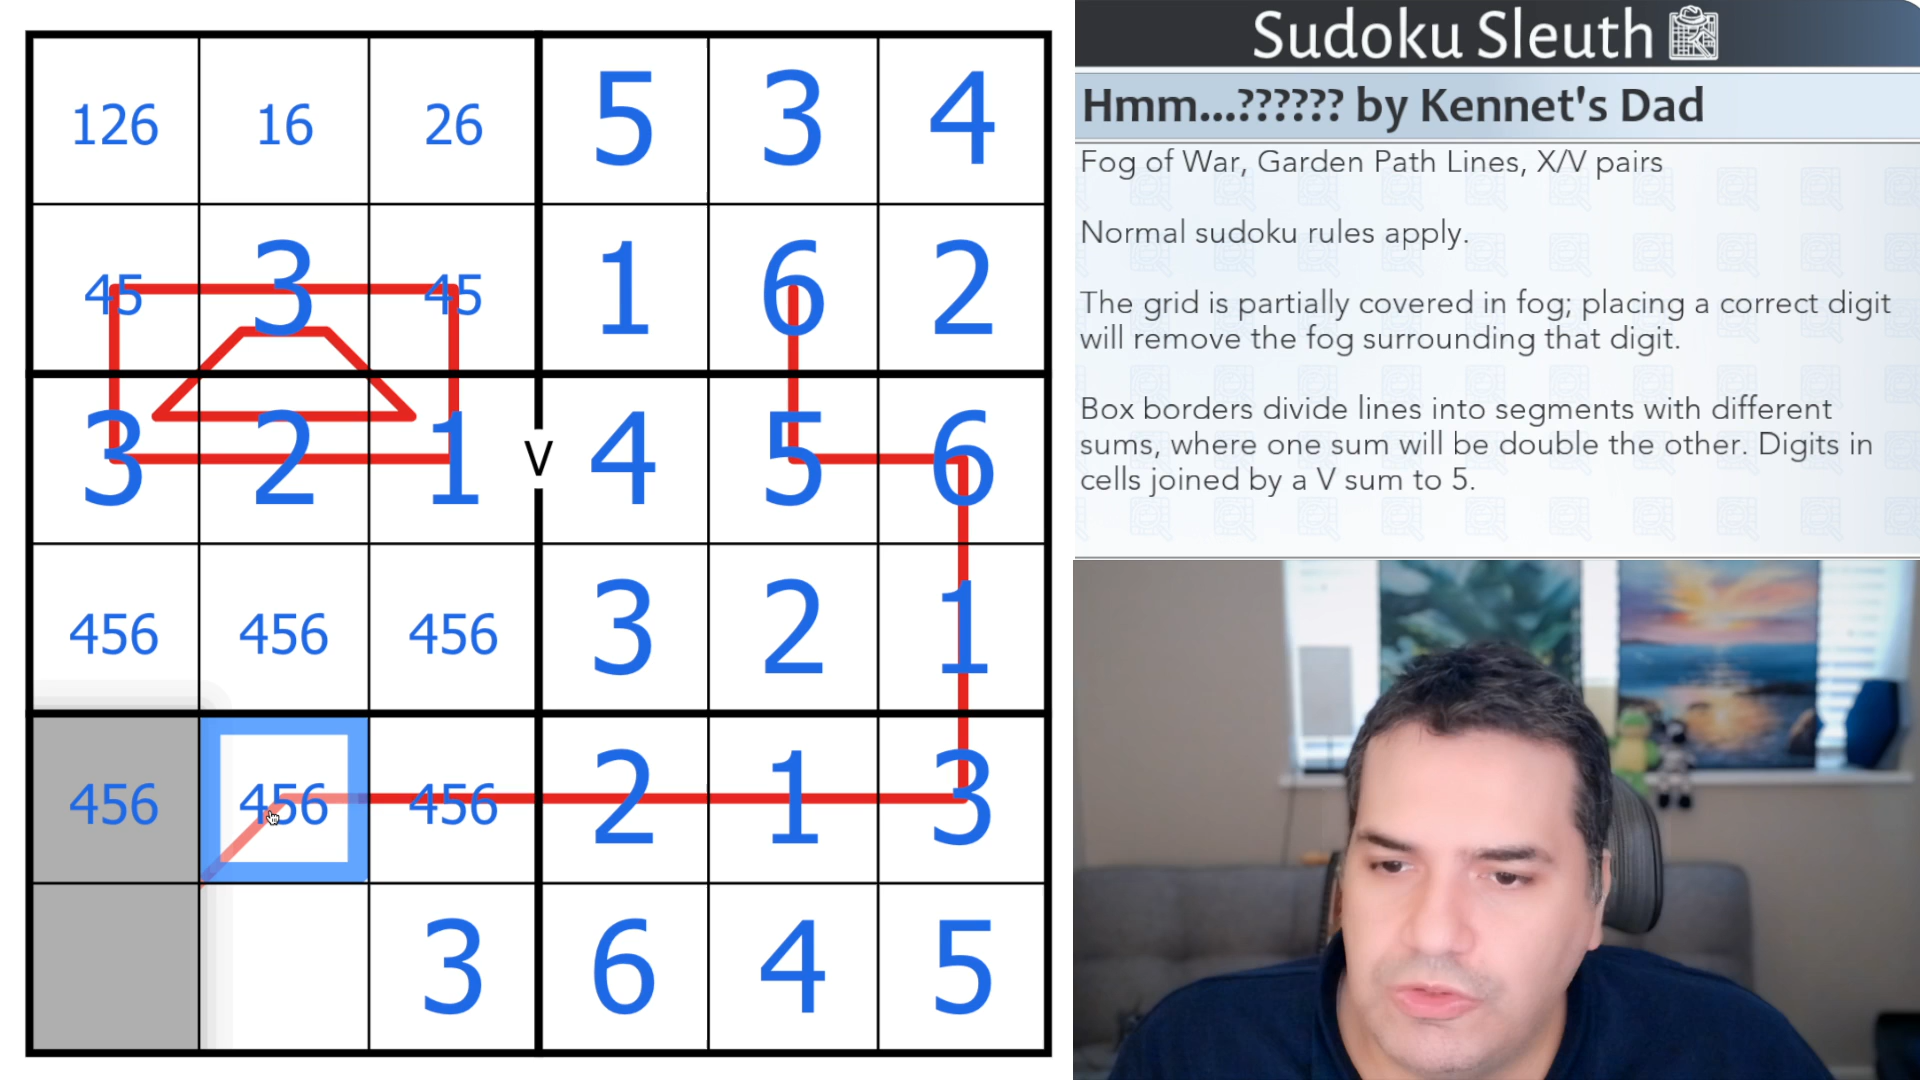 Sudoku Sleuth
Hmm...?????? by Kennet's Dad
Fog of War, Garden Path Lines, X/V pairs
Normal sudoku rules apply.
The grid is partially covered in fog; placing a correct digit
will remove the fog surrounding that digit.
Box borders divide lines into segments with different
sums, where one sum will be double the other. Digits in
cells joined by a V sum to 5.
126 16 26 5 3 4
45 3 45 1 6 2
3 2 1 V 4 5 6
456 456 456 3 2 1
456 456 456 2 1 3
3 6 4 5